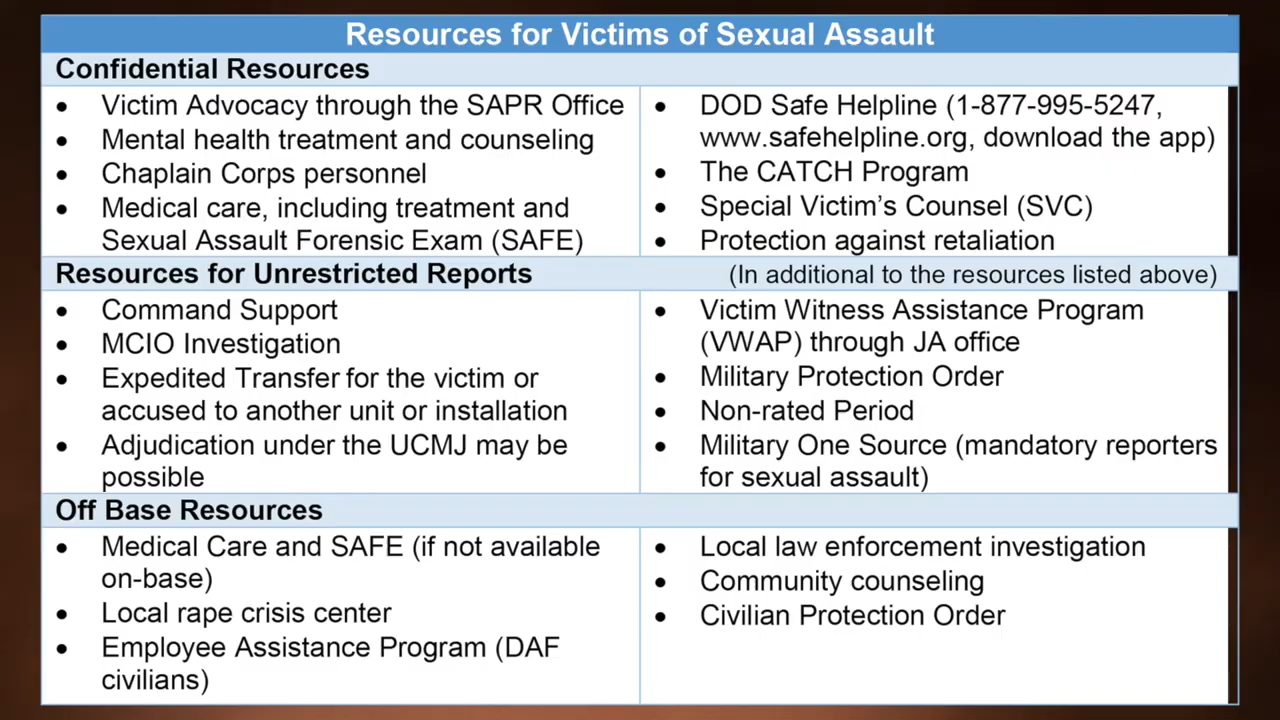 Resources for Victims of Sexual Assault
Confidential Resources
• Victim Advocacy through the SAPR Office
• Mental health treatment and counseling
• Chaplain Corps personnel
• Medical care, including treatment and
Sexual Assault Forensic Exam (SAFE)
• DOD Safe Helpline (1-877-995-5247,
www.safehelpline.org, download the app)
• The CATCH Program
• Special Victim's Counsel (SVC)
• Protection against retaliation
Resources for Unrestricted Reports
(In additional to the resources listed above)
• Command Support
• MCIO Investigation
• Expedited Transfer for the victim or
accused to another unit or installation
• Adjudication under the UCMJ may be
possible
• Victim Witness Assistance Program
(VWAP) through JA office
• Military Protection Order
• Non-rated Period
• Military One Source (mandatory reporters
for sexual assault)
Off Base Resources
• Medical Care and SAFE (if not available
on-base)
• Local rape crisis center
• Employee Assistance Program (DAF
civilians)
• Local law enforcement investigation
• Community counseling
• Civilian Protection Order